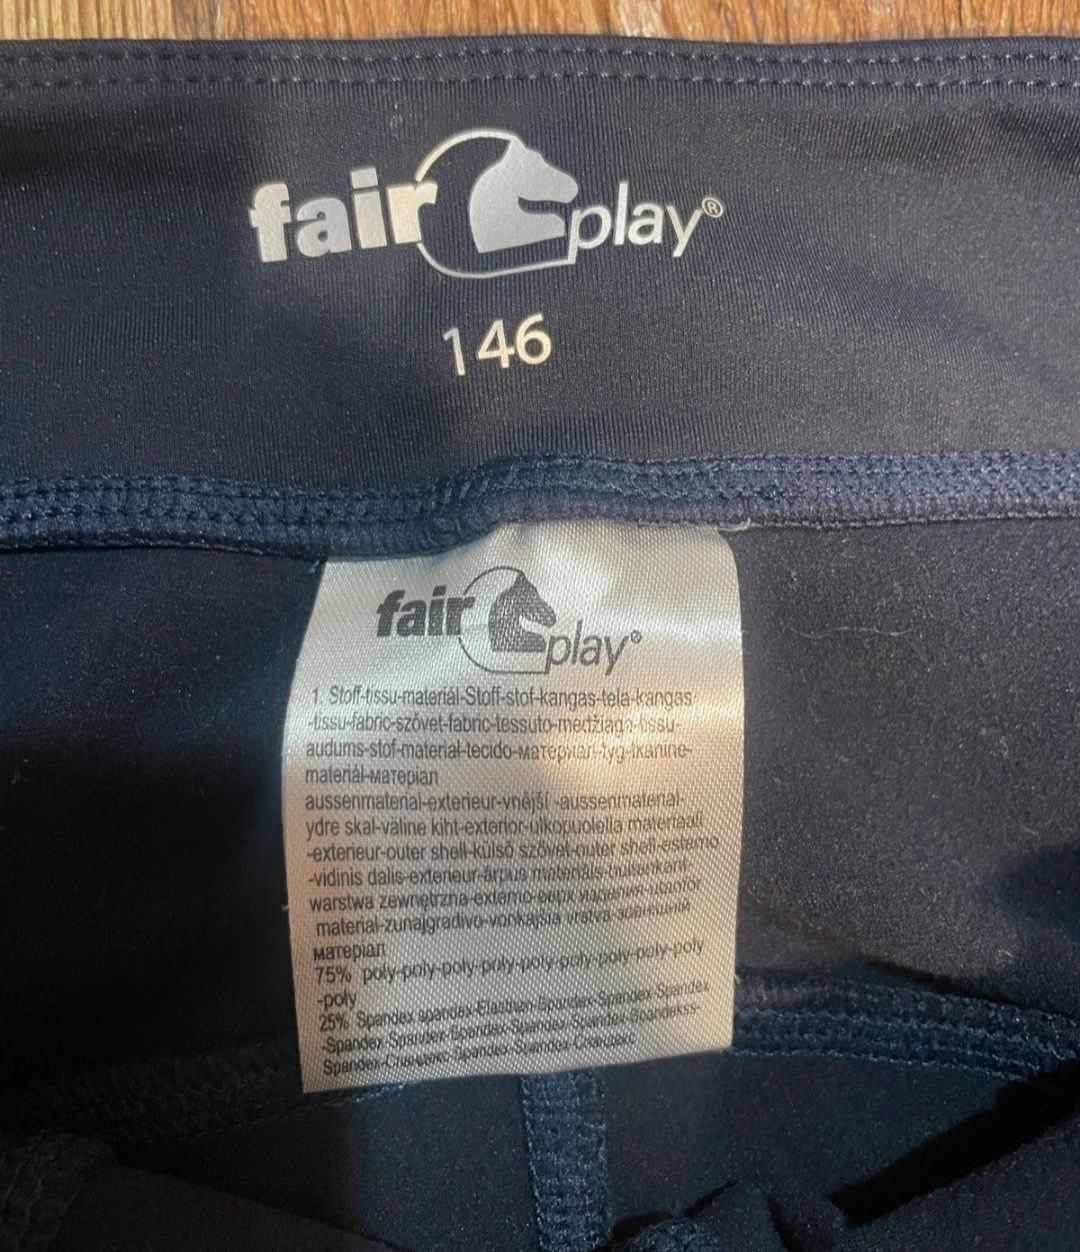 fair play®
146
fair play®
1. Stoff-tissu-materiál-Stoff-stof-kangas-tela-kangas
-tissu-fabric-szövet-fabric-tessuto-medžiaga-tissu-
audums-stof-material-tecido-материал-tyg-tkanine-
materiál-матеріал
aussenmaterial-exterieur-vnější -aussenmaterial-
ydre skal-väline kiht-exterior-ulkopuolella materiaali
-exterieur-outer shell-külső szövet-outer shell-esterno
-vidinis dalis-exterieur-ārpus materiāls-buitenkant-
warstwa zewnętrzna-externo-верх изделия-utanför
material-zunajgradivo-vonkajšia vrstva-зовнішній
матеріал
75% poly-poly-poly-poly-poly-poly-poly-poly-poly
-poly
25% Spandex spandex-Elasthan-Spandex-Spandex-Spandex
-Spandex-Spandex-Spandex-Spandex-Spandex-Spandekss-
Spandex-Спандекс-Spandex-Spandex-Спандекс